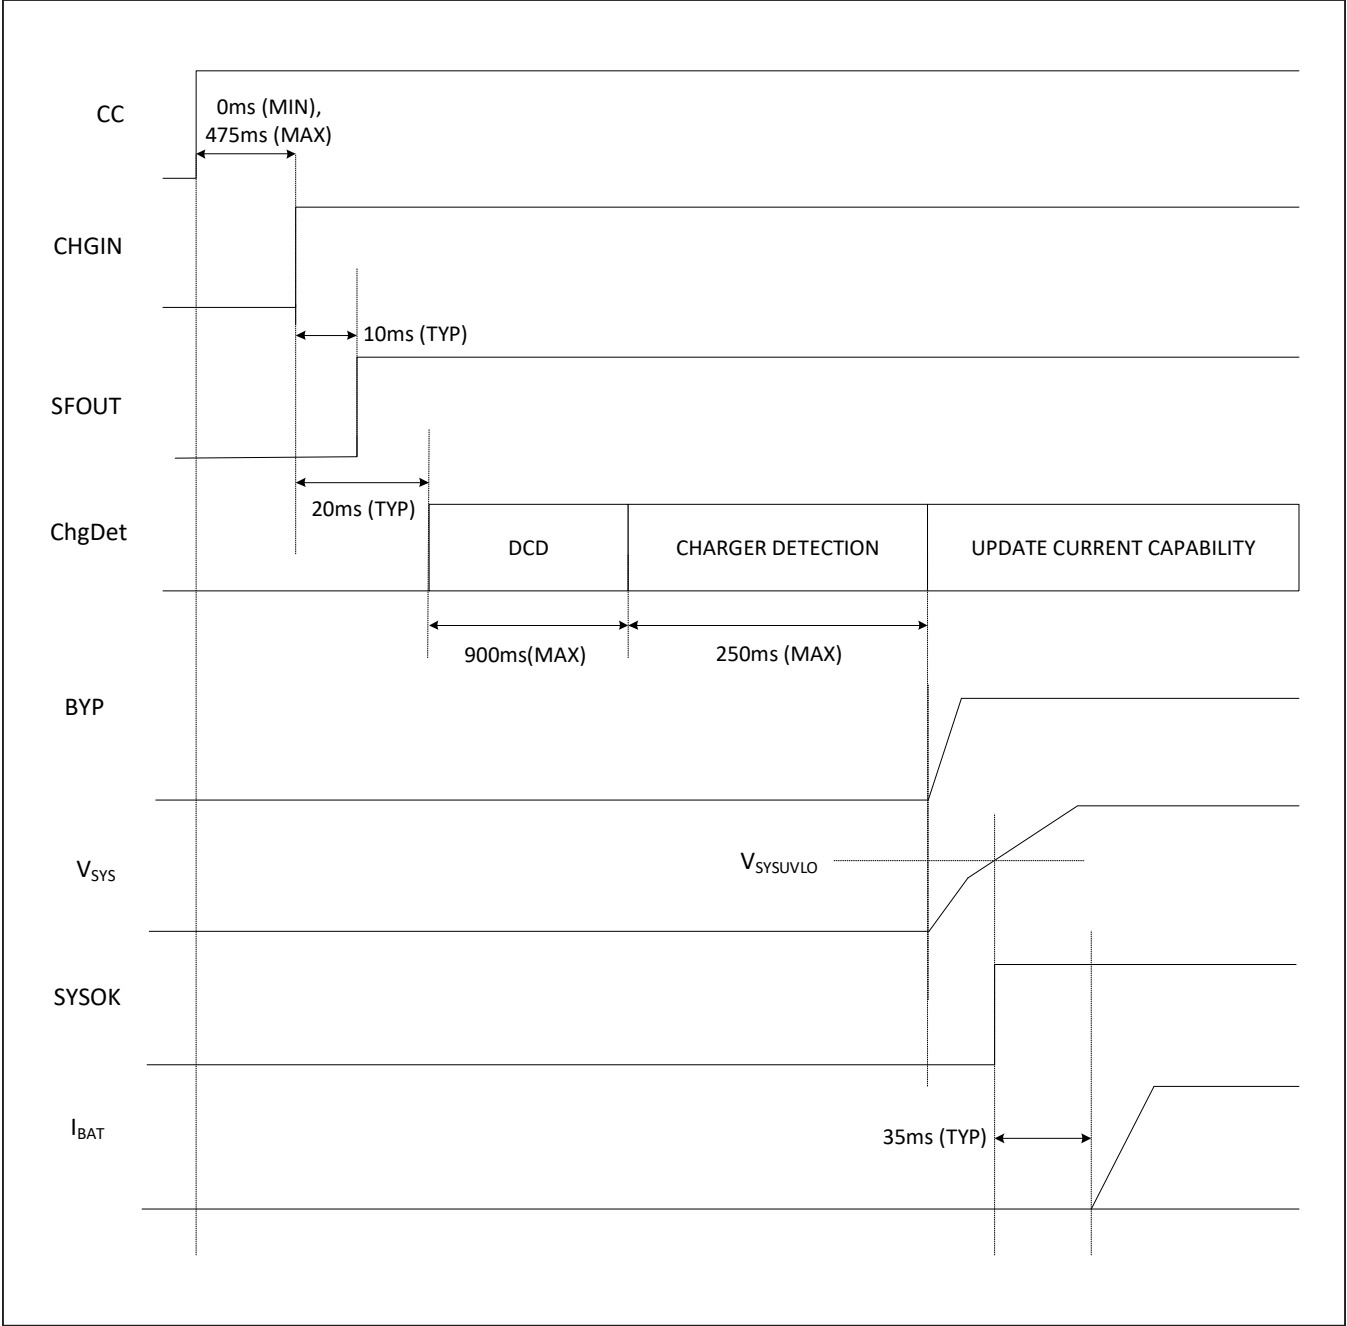 CC
0ms (MIN),
475ms (MAX)
CHGIN
10ms (TYP)
SFOUT
20ms (TYP)
ChgDet
DCD
CHARGER DETECTION
UPDATE CURRENT CAPABILITY
900ms(MAX)
250ms (MAX)
BYP
VSYS
VSYSUVLO
SYSOK
IBAT
35ms (TYP)